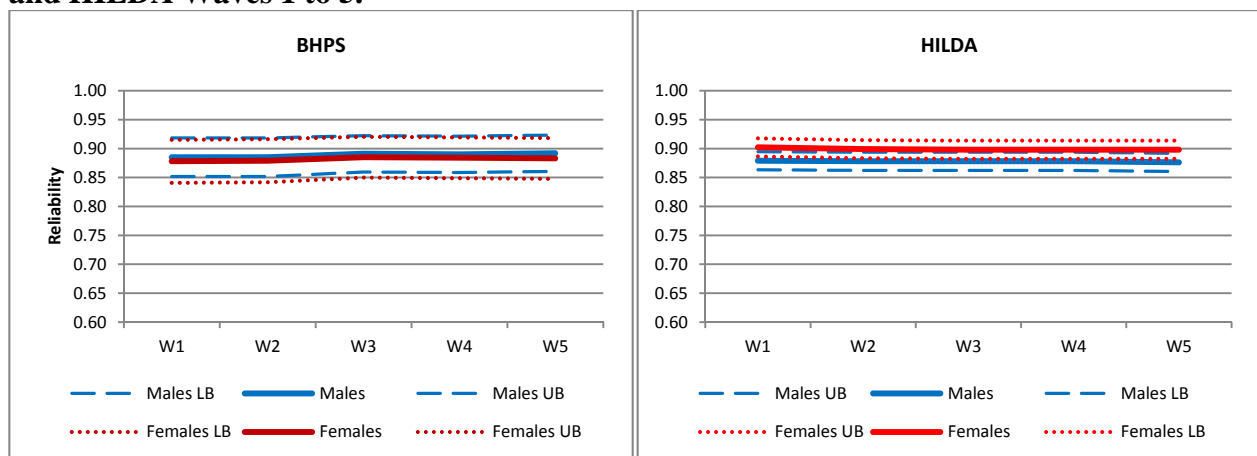 and HILDA Waves 1 to 5.
BHPS
1.00
0.95
0.90
0.85
0.80
0.75
0.70
0.65
0.60
Reliability
W1 W2 W3 W4 W5
Males LB Males Males UB
Females LB Females Females UB
HILDA
1.00
0.95
0.90
0.85
0.80
0.75
0.70
0.65
0.60
W1 W2 W3 W4 W5
Males UB Males Males LB
Females UB Females Females LB